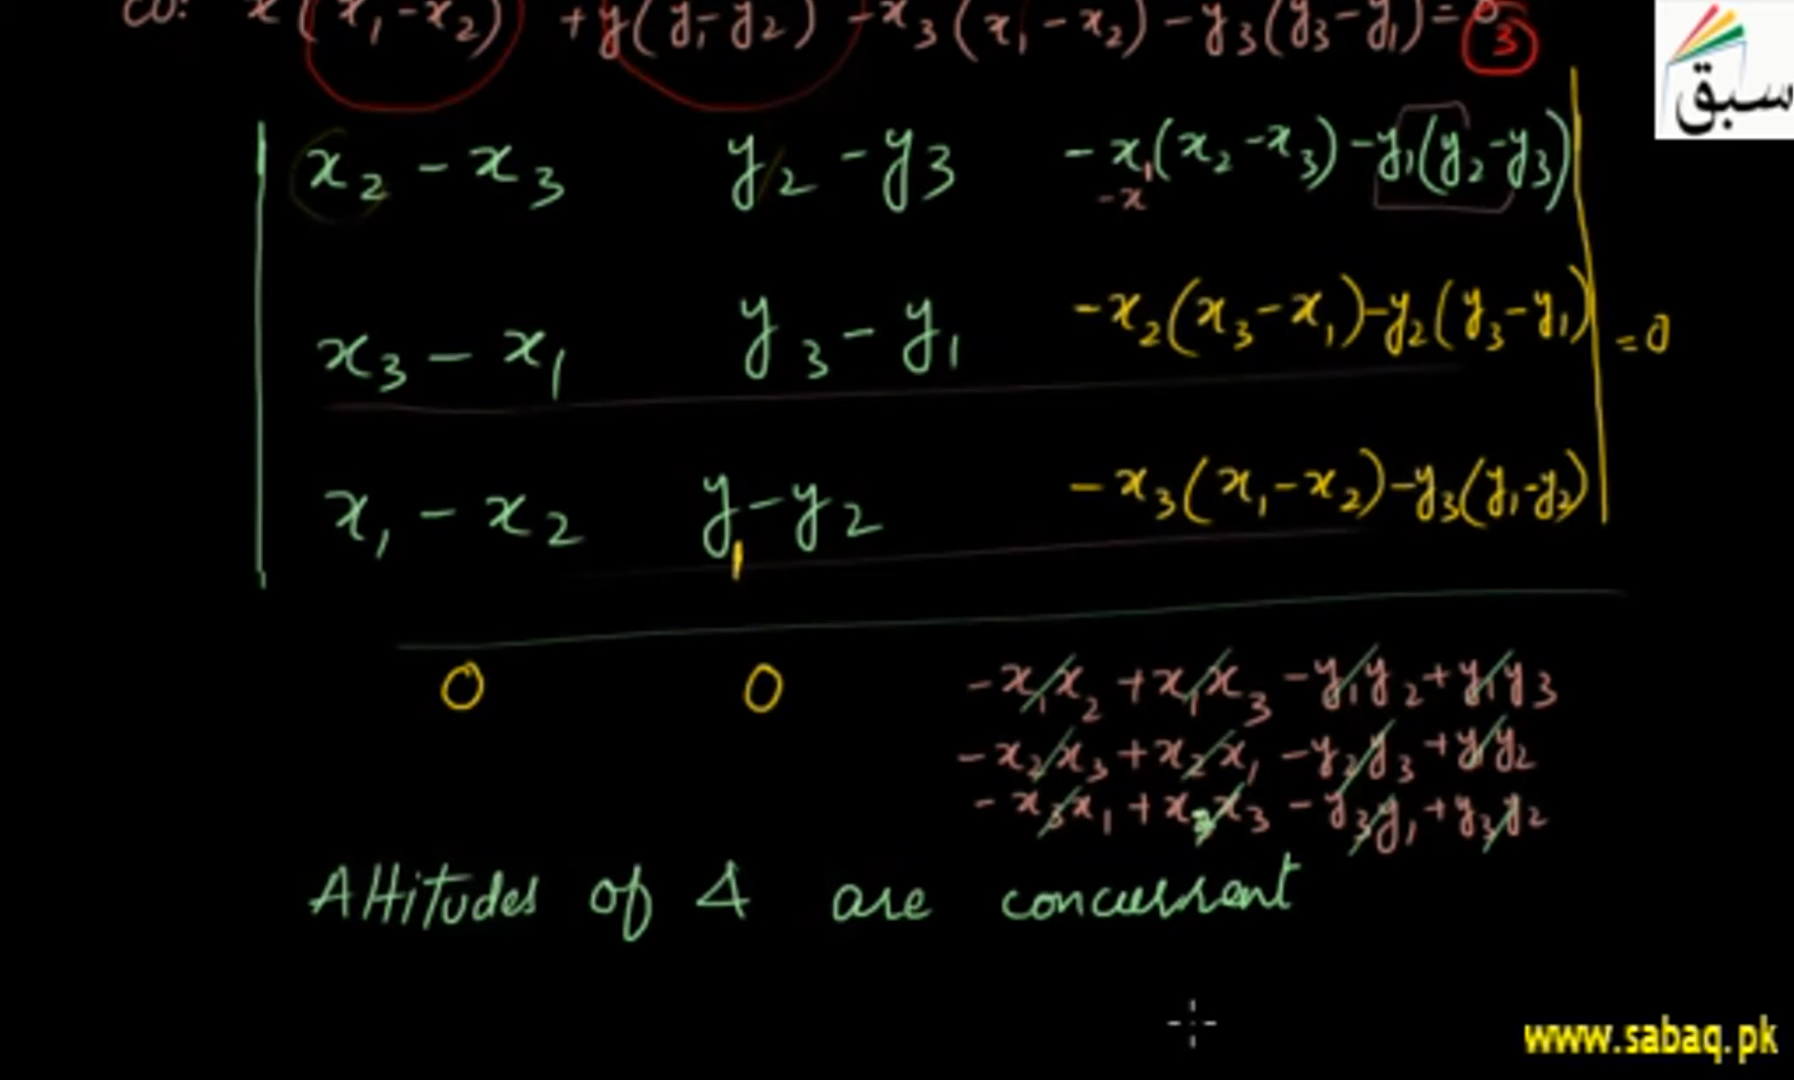 CO: x(x₁-x₂) +y(y₁-y₂) -x₃(x₁-x₂)-y₃(y₃-y₁)=0 3
سبق
x₂-x₃ y₂-y₃ -x₁(x₂-x₃)-y₁(y₂-y₃)
-x
x₃-x₁ y₃-y₁ -x₂(x₃-x₁)-y₂(y₃-y₁) =0
x₁-x₂ y₁-y₂ -x₃(x₁-x₂)-y₃(y₁-y₂)
0 0 -x₁x₂+x₁x₃-y₁y₂+y₁y₃
-x₂x₃+x₂x₁-y₂y₃+y₁y₂
-x₃x₁+x₂x₃-y₃y₁+y₃y₂
Altitudes of Δ are concurrent
www.sabaq.pk